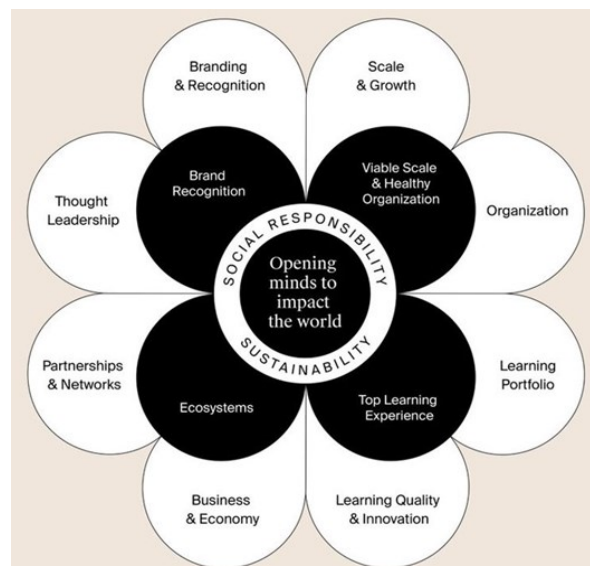 Branding
& Recognition
Scale
& Growth
Brand
Recognition
Viable Scale
& Healthy
Organization
Thought
Leadership
Organization
SOCIAL RESPONSIBILITY
Opening
minds to
impact
the world
SUSTAINABILITY
Partnerships
& Networks
Learning
Portfolio
Ecosystems
Top Learning
Experience
Business
& Economy
Learning Quality
& Innovation